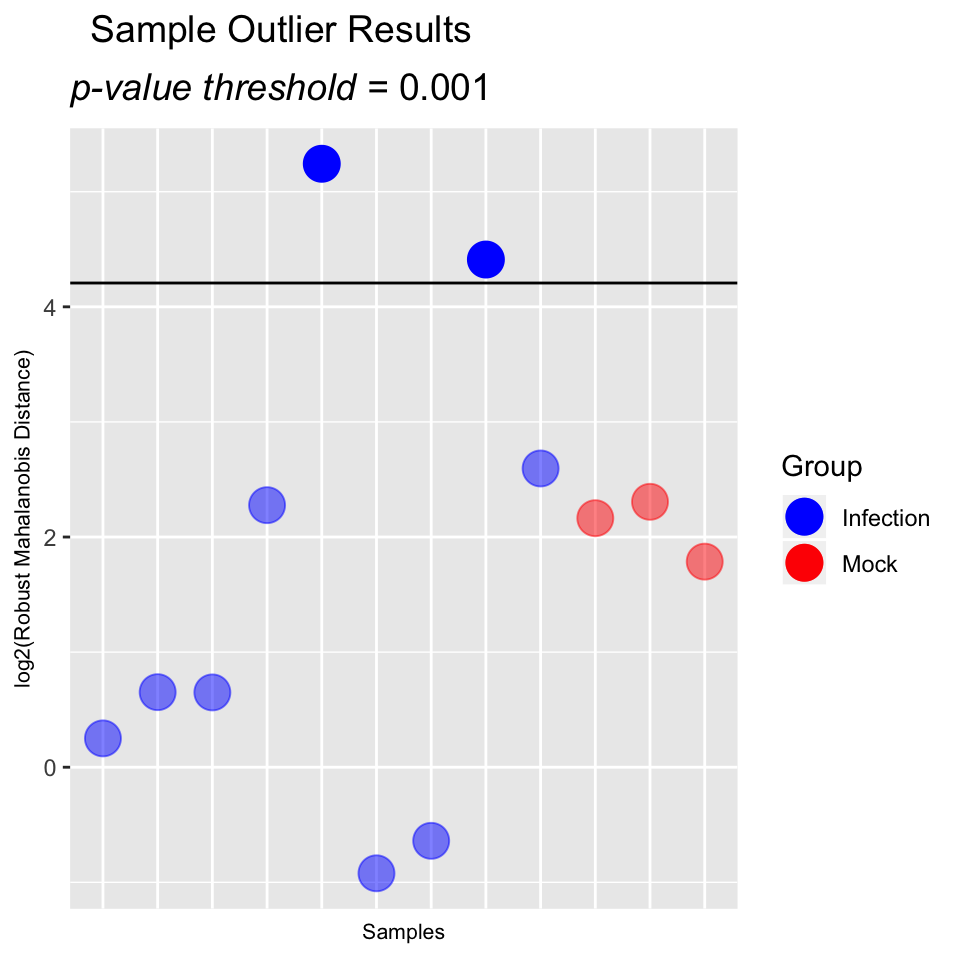 Sample Outlier Results
p-value threshold = 0.001
log2(Robust Mahalanobis Distance)
4
2
0
Samples
Group
Infection
Mock